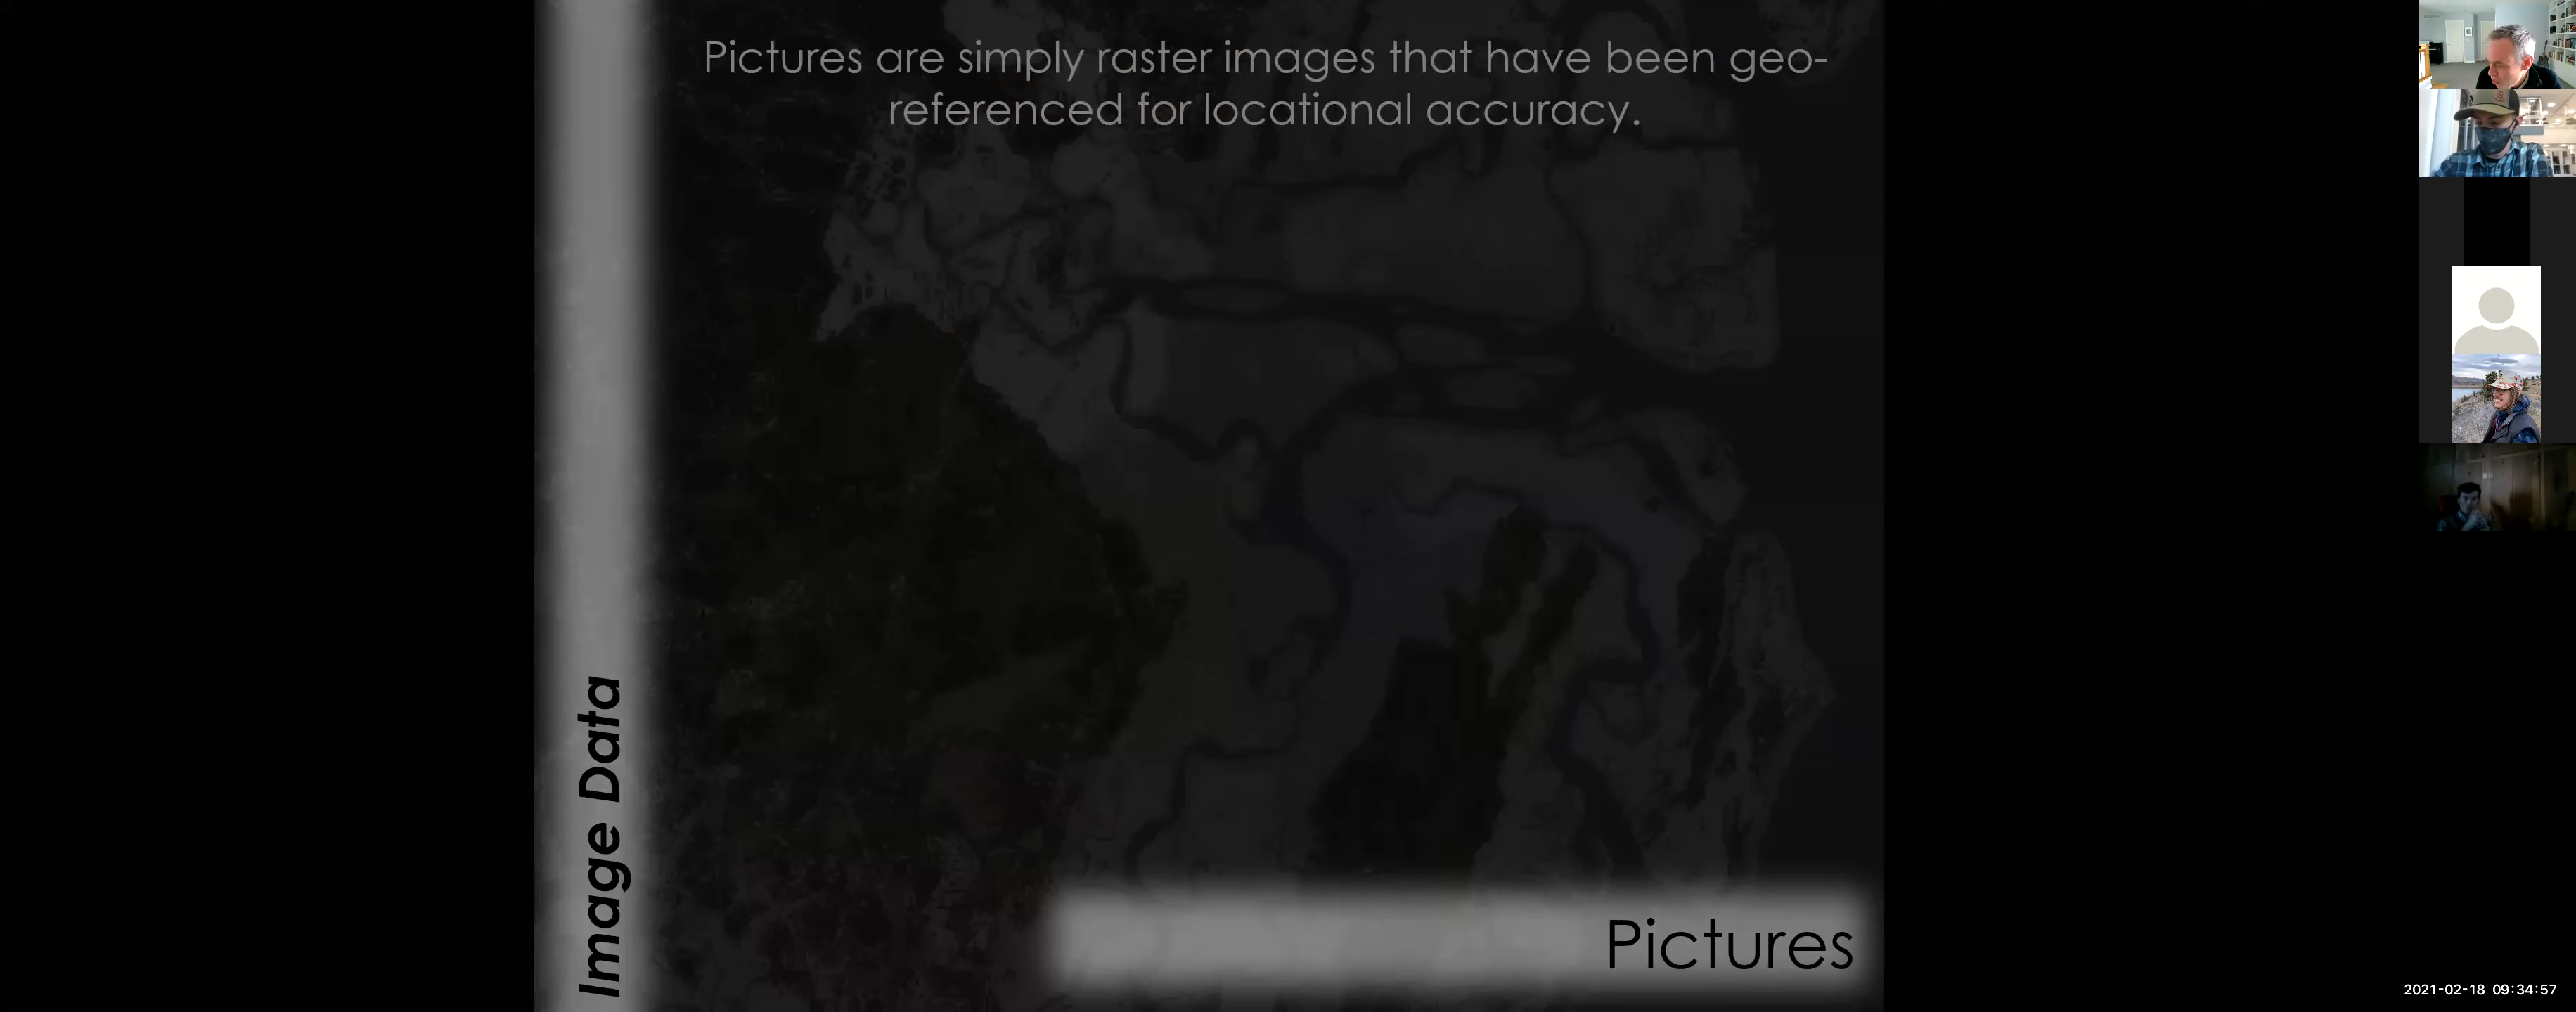 Pictures are simply raster images that have been geo-
referenced for locational accuracy.
Image Data
Pictures
2021-02-18 09:34:57